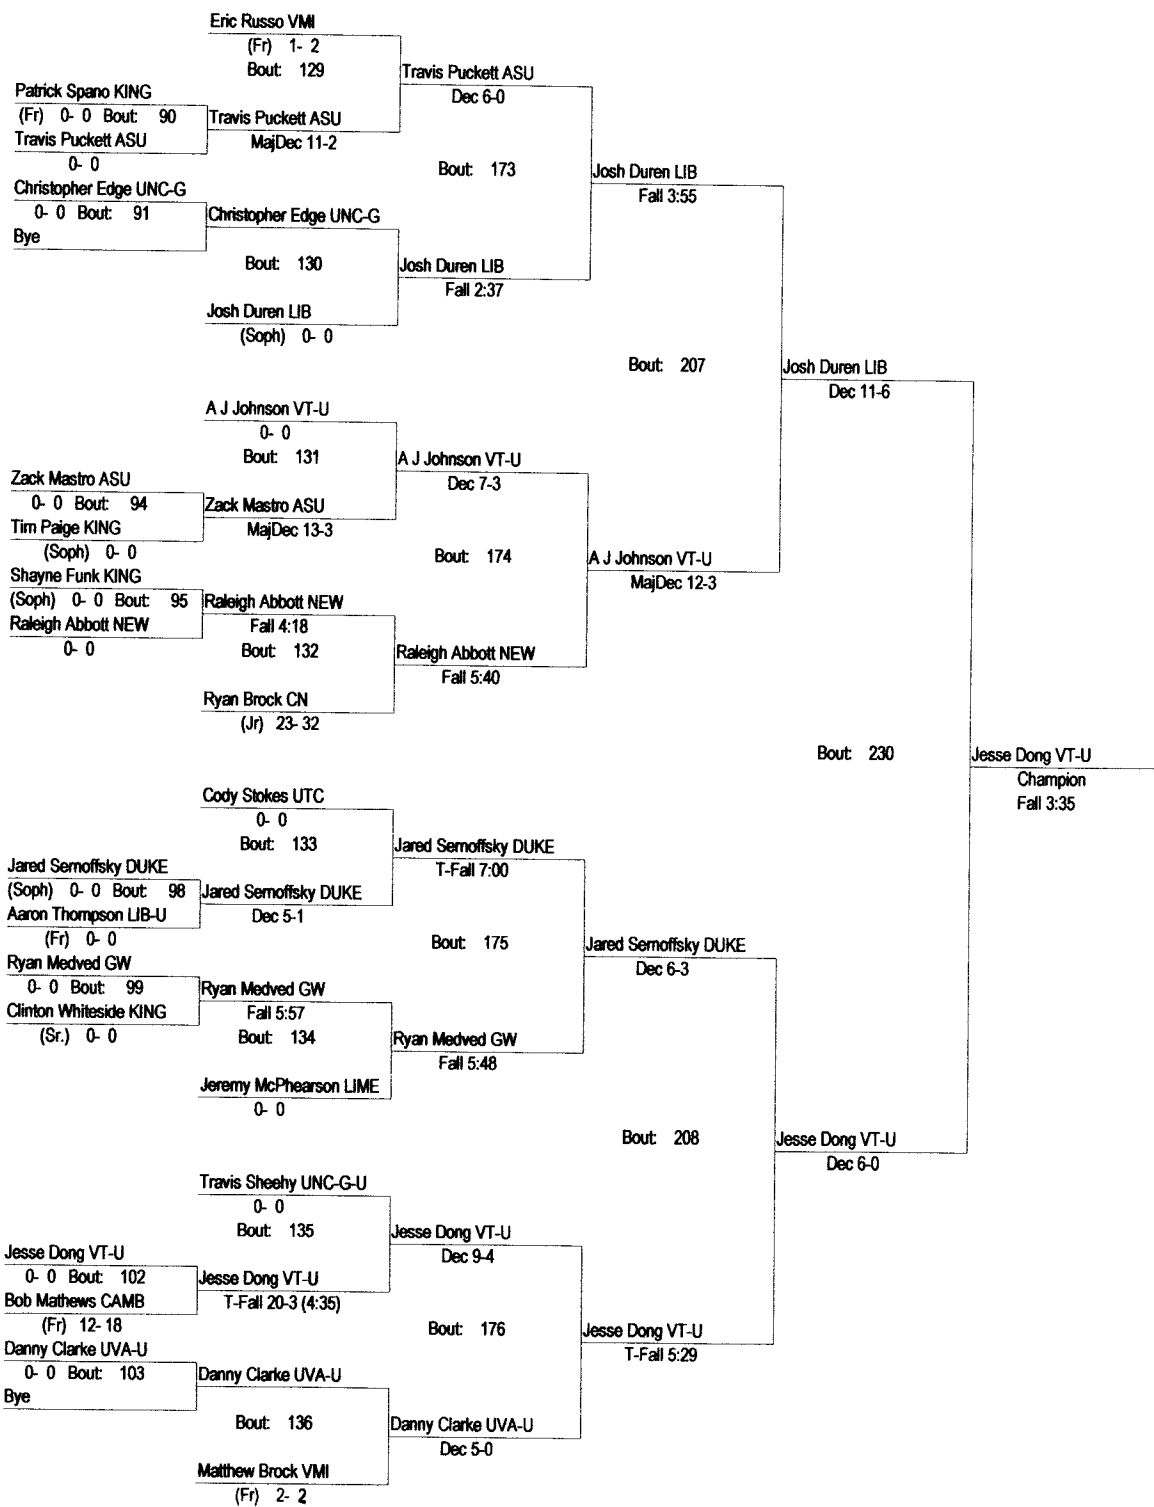 Eric Russo VMI
(Fr) 1- 2
Bout: 129
Travis Puckett ASU
Dec 6-0
Patrick Spano KING
(Fr) 0- 0 Bout: 90
Travis Puckett ASU
MajDec 11-2
Travis Puckett ASU
0- 0
Bout: 173
Josh Duren LIB
Fall 3:55
Christopher Edge UNC-G
0- 0 Bout: 91
Christopher Edge UNC-G
Bye
Bout: 130
Josh Duren LIB
Fall 2:37
Josh Duren LIB
(Soph) 0- 0
Bout: 207
Josh Duren LIB
Dec 11-6
A J Johnson VT-U
0- 0
Bout: 131
A J Johnson VT-U
Dec 7-3
Zack Mastro ASU
0- 0 Bout: 94
Zack Mastro ASU
MajDec 13-3
Tim Paige KING
(Soph) 0- 0
Bout: 174
A J Johnson VT-U
MajDec 12-3
Shayne Funk KING
(Soph) 0- 0 Bout: 95
Raleigh Abbott NEW
Fall 4:18
Raleigh Abbott NEW
0- 0
Bout: 132
Raleigh Abbott NEW
Fall 5:40
Ryan Brock CN
(Jr) 23- 32
Bout: 230
Jesse Dong VT-U
Champion
Fall 3:35
Cody Stokes UTC
0- 0
Bout: 133
Jared Sernoffsky DUKE
T-Fall 7:00
Jared Sernoffsky DUKE
(Soph) 0- 0 Bout: 98
Jared Sernoffsky DUKE
Dec 5-1
Aaron Thompson LIB-U
(Fr) 0- 0
Bout: 175
Jared Sernoffsky DUKE
Dec 6-3
Ryan Medved GW
0- 0 Bout: 99
Ryan Medved GW
Fall 5:57
Clinton Whiteside KING
(Sr.) 0- 0
Bout: 134
Ryan Medved GW
Fall 5:48
Jeremy McPhearson LIME
0- 0
Bout: 208
Jesse Dong VT-U
Dec 6-0
Travis Sheehy UNC-G-U
0- 0
Bout: 135
Jesse Dong VT-U
Dec 9-4
Jesse Dong VT-U
0- 0 Bout: 102
Jesse Dong VT-U
T-Fall 20-3 (4:35)
Bob Mathews CAMB
(Fr) 12- 18
Bout: 176
Jesse Dong VT-U
T-Fall 5:29
Danny Clarke UVA-U
0- 0 Bout: 103
Danny Clarke UVA-U
Bye
Bout: 136
Danny Clarke UVA-U
Dec 5-0
Matthew Brock VMI
(Fr) 2- 2